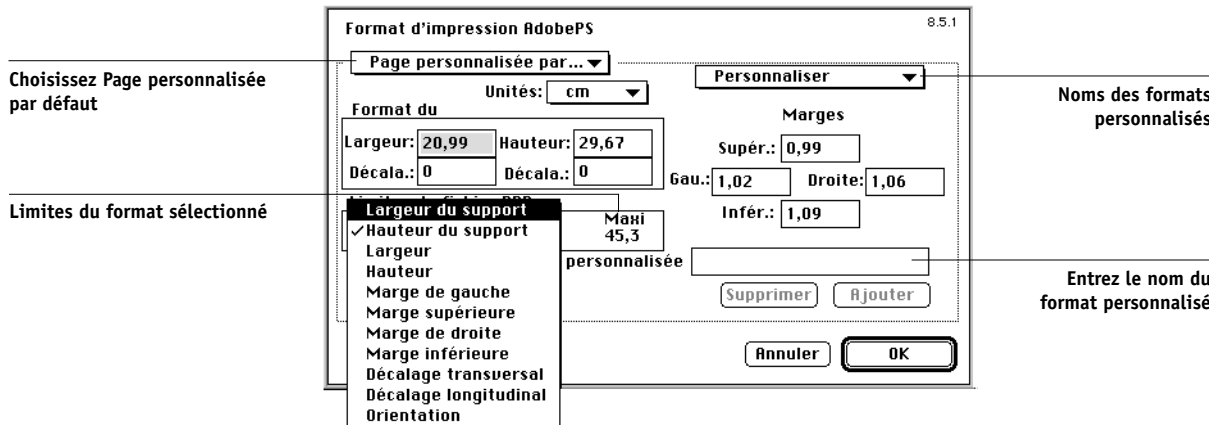 Format d'impression AdobePS
8.5.1
Page personnalisée par...
Choisissez Page personnalisée
par défaut
Personnaliser
Noms des formats
personnalisés
Unités: cm
Format du
Marges
Largeur: 20,99 Hauteur: 29,67
Supér.: 0,99
Décala.: 0 Décala.: 0
Gau.: 1,02 Droite: 1,06
Limites du format sélectionné
Largeur du support
Maxi
Infér.: 1,09
✓Hauteur du support
45,3
Largeur
personnalisée
Hauteur
Entrez le nom du
format personnalisé
Marge de gauche
Supprimer Ajouter
Marge supérieure
Marge de droite
Marge inférieure
Annuler OK
Décalage transversal
Décalage longitudinal
Orientation